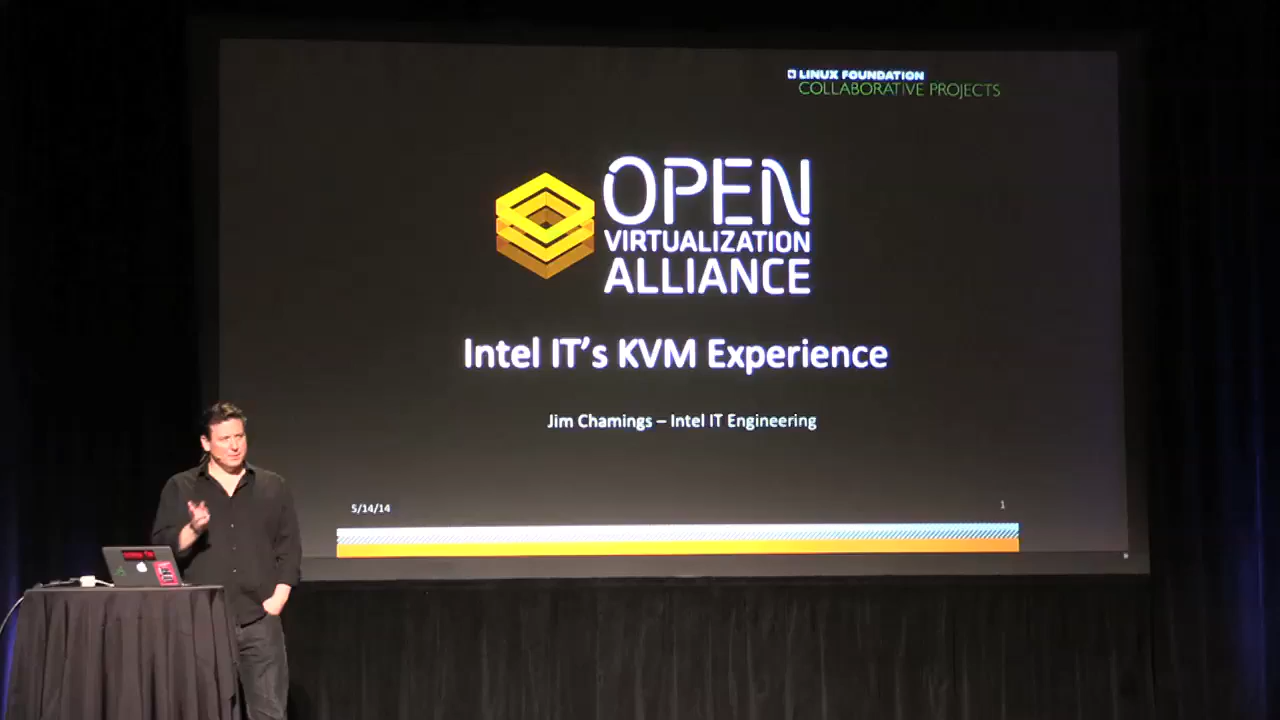 LINUX FOUNDATION
COLLABORATIVE PROJECTS
OPEN
VIRTUALIZATION
ALLIANCE
Intel IT’s KVM Experience
Jim Chamings – Intel IT Engineering
5/14/14
1